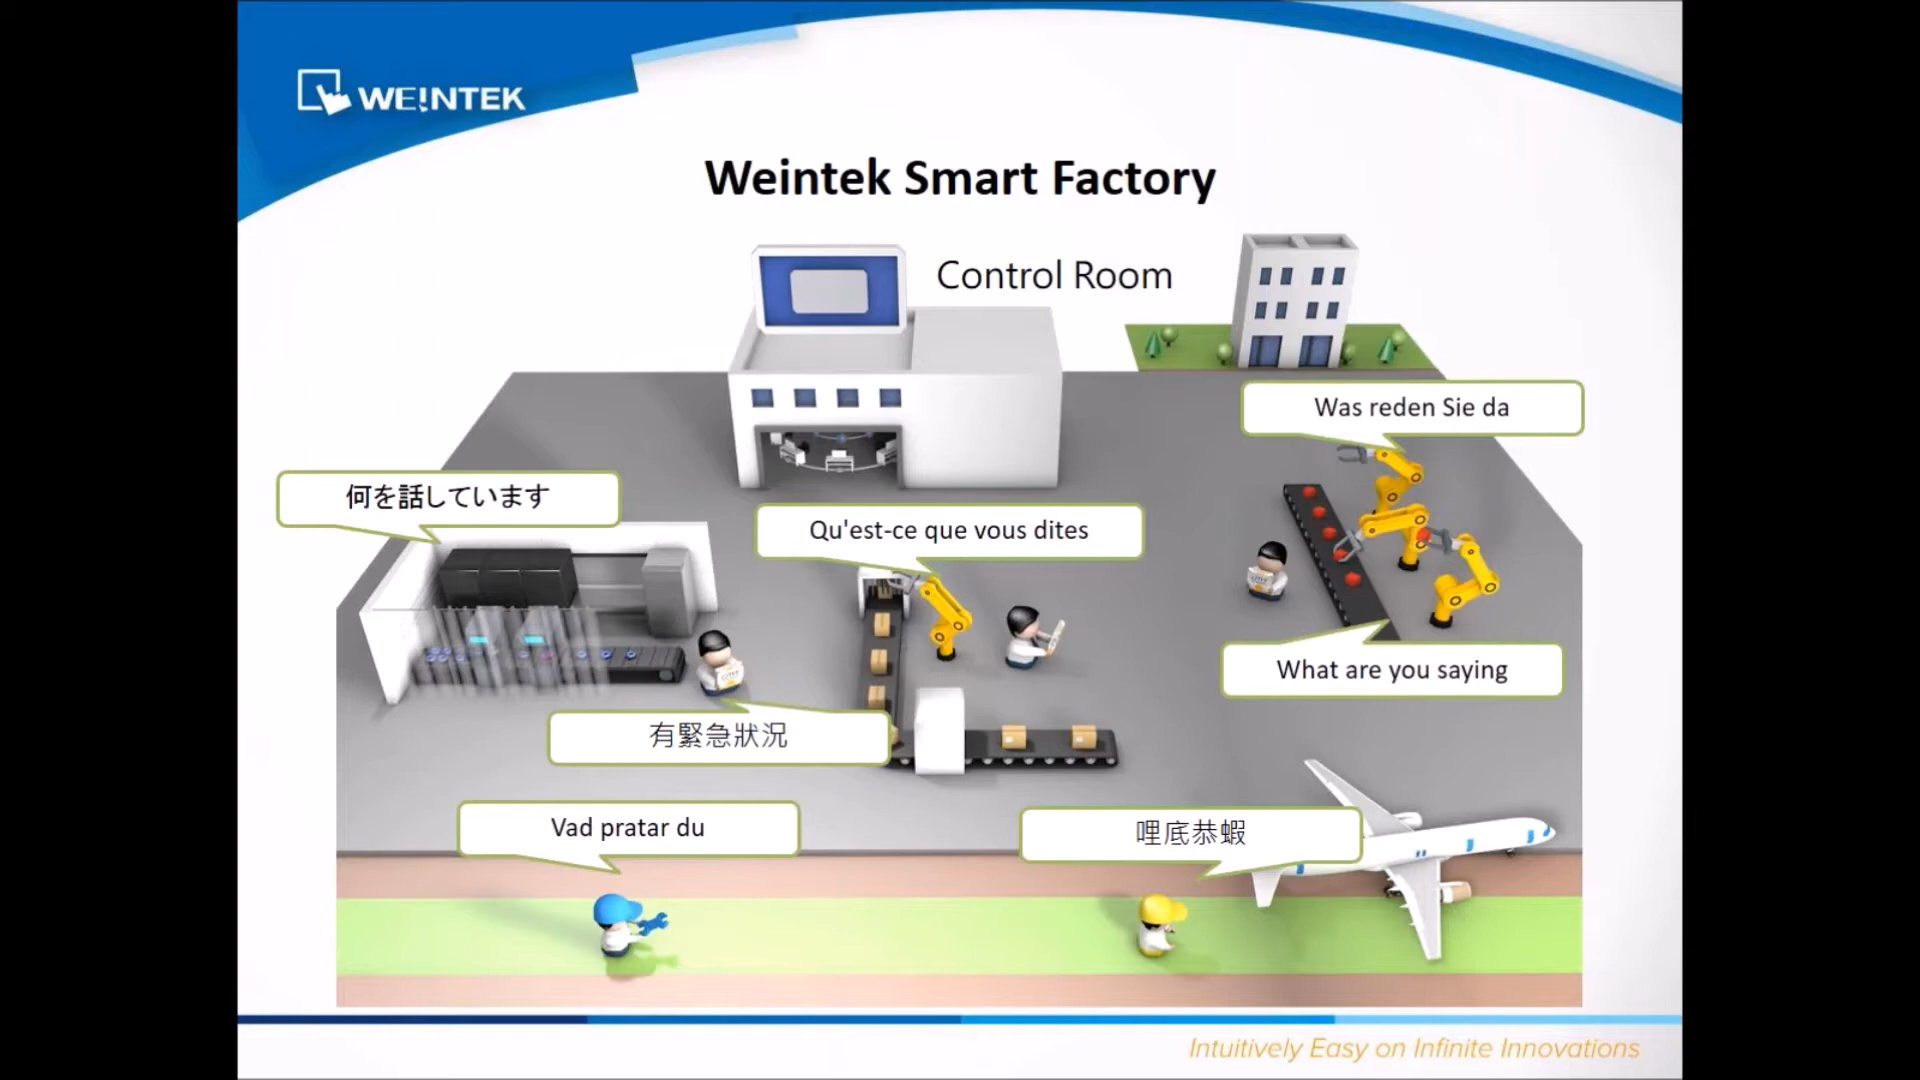 WEINTEK
Weintek Smart Factory
Control Room
Was reden Sie da
何を話しています
Qu'est-ce que vous dites
What are you saying
有緊急狀況
Vad pratar du
哩底恭蝦
Intuitively Easy on Infinite Innovations